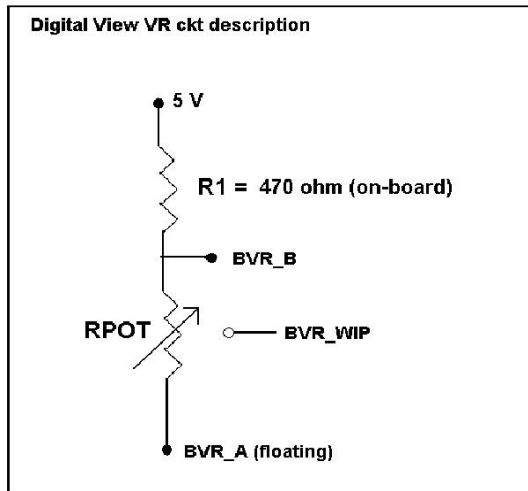 Digital View VR ckt description
5 V
R1 = 470 ohm (on-board)
BVR_B
RPOT
BVR_WIP
BVR_A (floating)